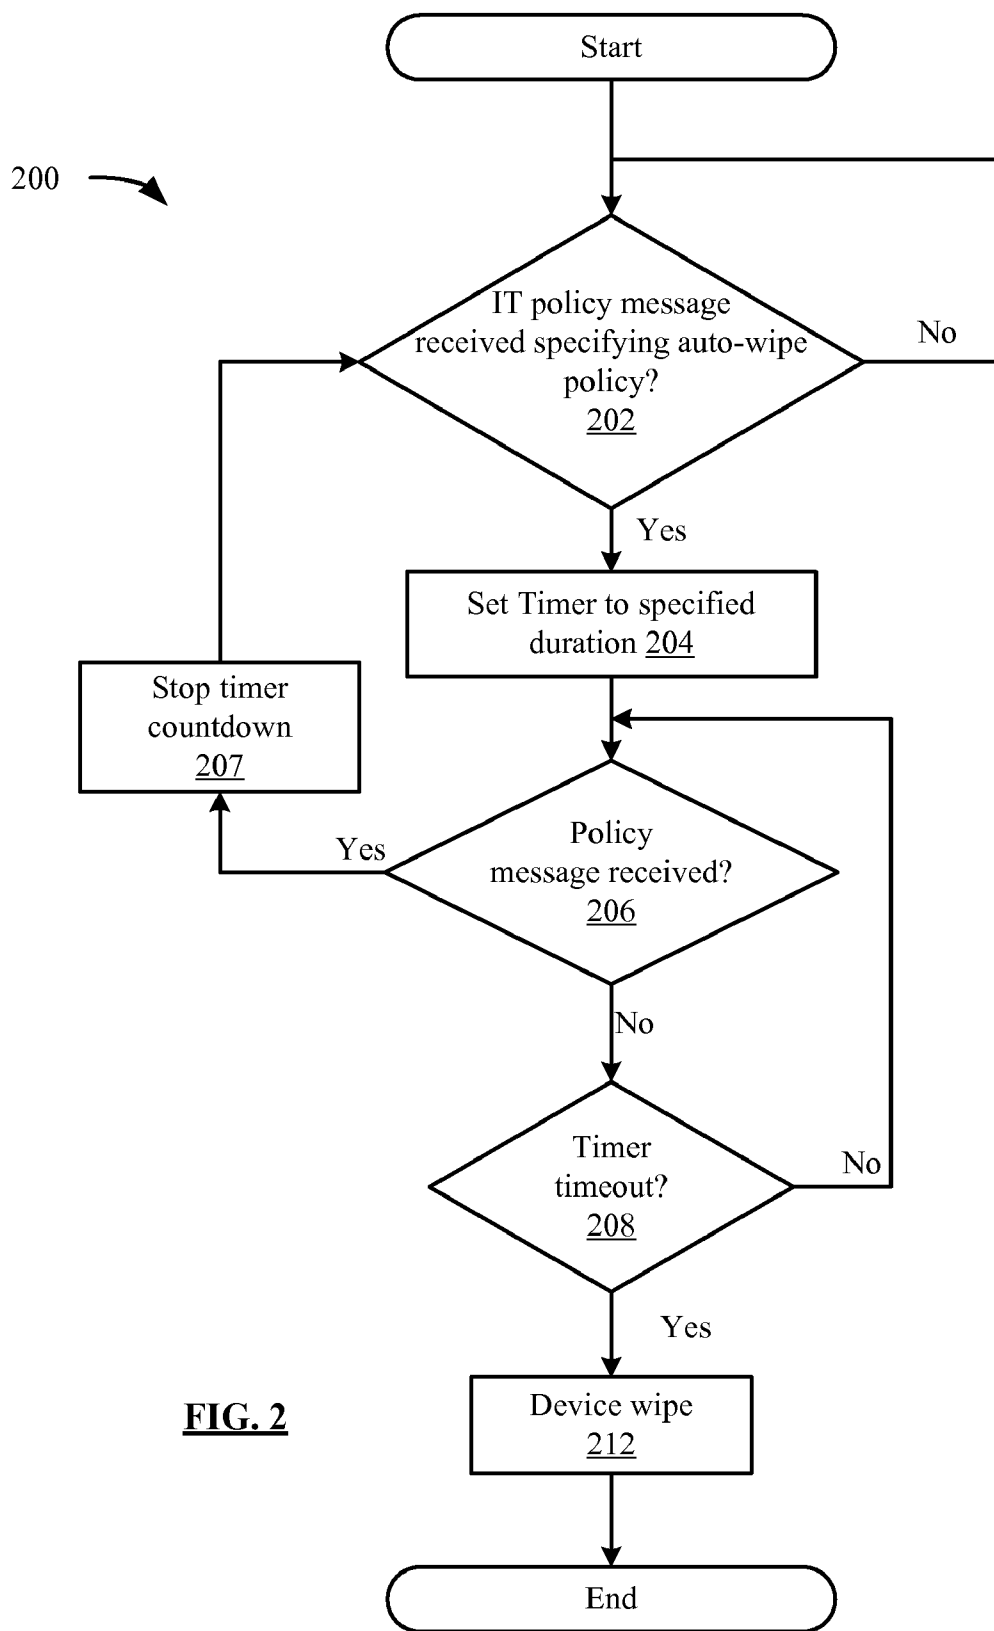 Start
200
IT policy message
received specifying auto-wipe
policy?
202
No
Yes
Set Timer to specified
duration 204
Stop timer
countdown
207
Yes
Policy
message received?
206
No
Timer
timeout?
208
No
Yes
Device wipe
212
FIG. 2
End